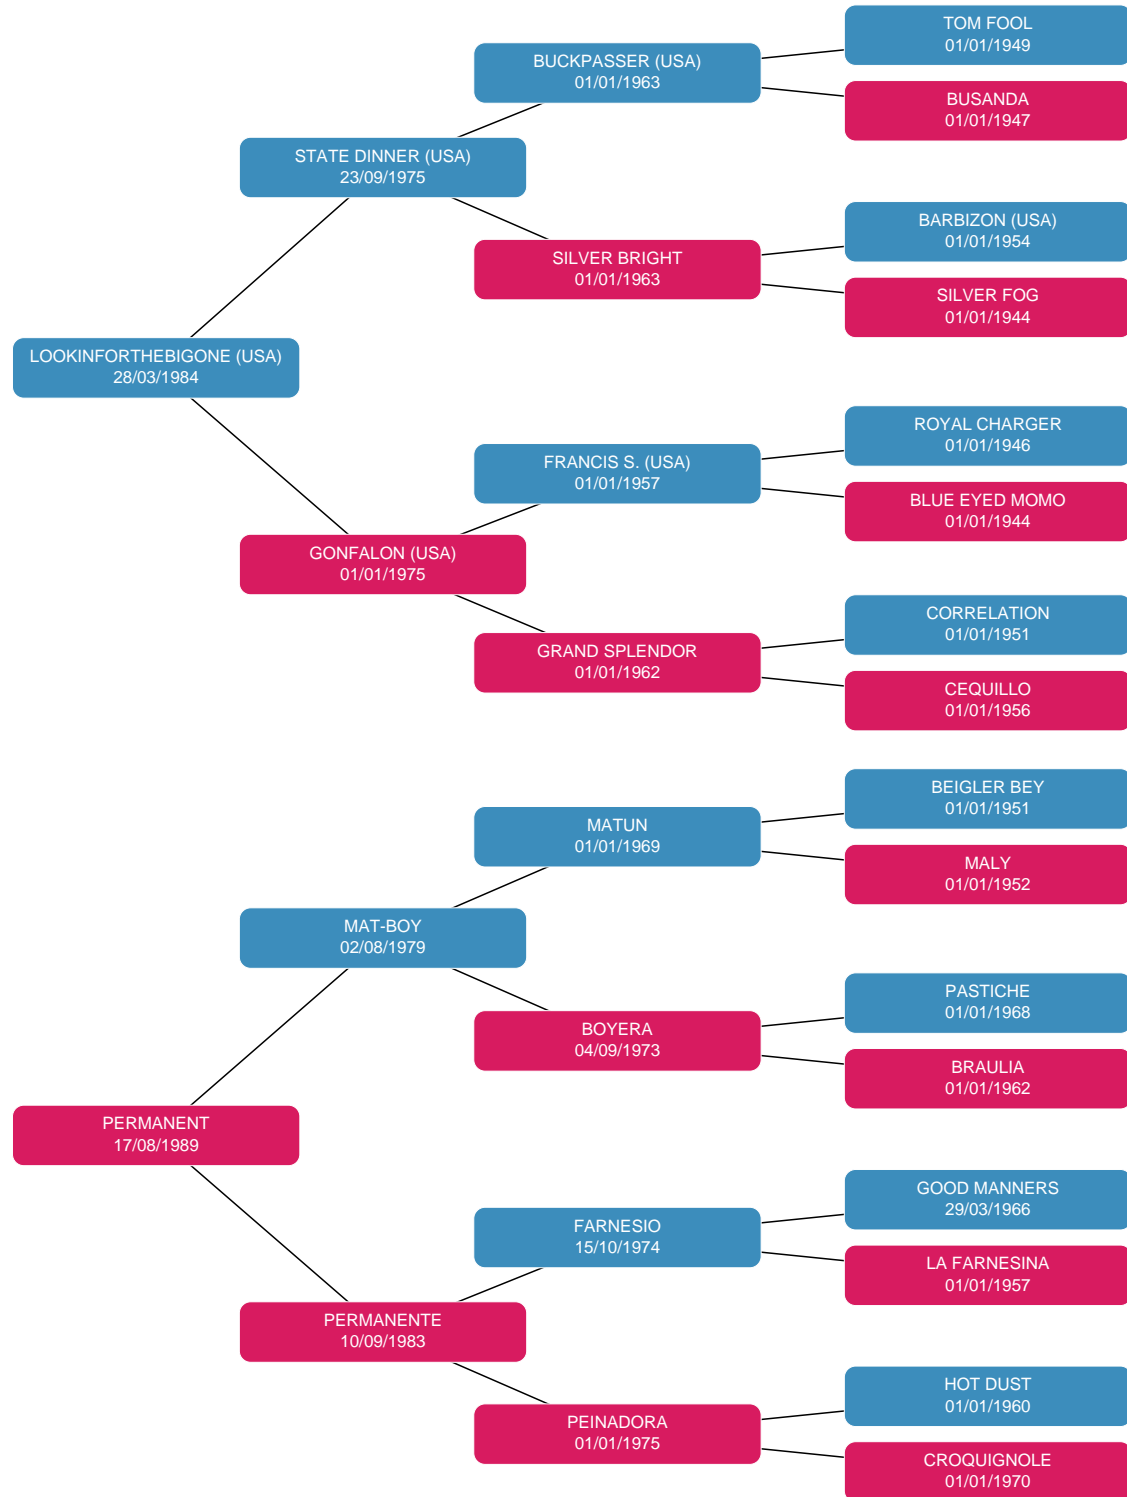 TOM FOOL
01/01/1949
BUCKPASSER (USA)
01/01/1963
BUSANDA
01/01/1947
STATE DINNER (USA)
23/09/1975
BARBIZON (USA)
01/01/1954
SILVER BRIGHT
01/01/1963
SILVER FOG
01/01/1944
LOOKINFORTHEBIGONE (USA)
28/03/1984
ROYAL CHARGER
01/01/1946
FRANCIS S. (USA)
01/01/1957
BLUE EYED MOMO
01/01/1944
GONFALON (USA)
01/01/1975
CORRELATION
01/01/1951
GRAND SPLENDOR
01/01/1962
CEQUILLO
01/01/1956
BEIGLER BEY
01/01/1951
MATUN
01/01/1969
MALY
01/01/1952
MAT-BOY
02/08/1979
PASTICHE
01/01/1968
BOYERA
04/09/1973
BRAULIA
01/01/1962
PERMANENT
17/08/1989
GOOD MANNERS
29/03/1966
FARNESIO
15/10/1974
LA FARNESINA
01/01/1957
PERMANENTE
10/09/1983
HOT DUST
01/01/1960
PEINADORA
01/01/1975
CROQUIGNOLE
01/01/1970